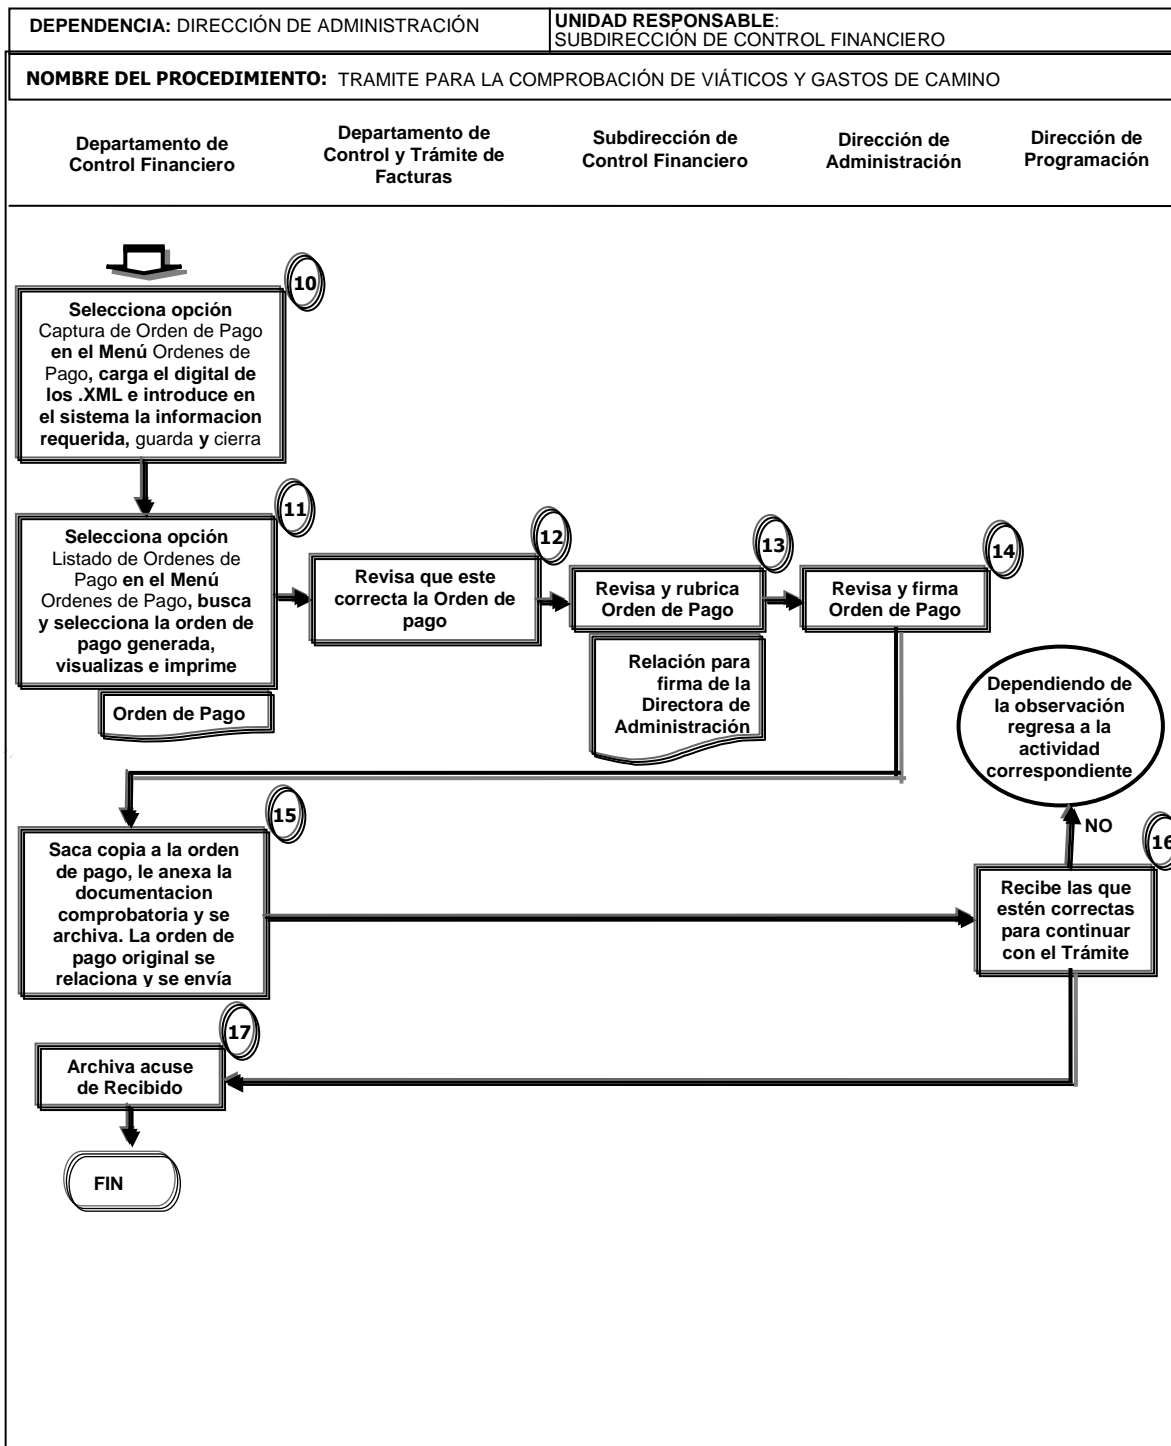 DEPENDENCIA: DIRECCIÓN DE ADMINISTRACIÓN
UNIDAD RESPONSABLE:
SUBDIRECCIÓN DE CONTROL FINANCIERO
NOMBRE DEL PROCEDIMIENTO: TRAMITE PARA LA COMPROBACIÓN DE VIÁTICOS Y GASTOS DE CAMINO
Departamento de
Control Financiero
Departamento de
Control y Trámite de
Facturas
Subdirección de
Control Financiero
Dirección de
Administración
Dirección de
Programación
10
Selecciona opción
Captura de Orden de Pago
en el Menú Ordenes de
Pago, carga el digital de
los .XML e introduce en
el sistema la informacion
requerida, guarda y cierra
11
Selecciona opción
Listado de Ordenes de
Pago en el Menú
Ordenes de Pago, busca
y selecciona la orden de
pago generada,
visualizas e imprime
Orden de Pago
12
Revisa que este
correcta la Orden de
pago
13
Revisa y rubrica
Orden de Pago
Relación para
firma de la
Directora de
Administración
14
Revisa y firma
Orden de Pago
Dependiendo de
la observación
regresa a la
actividad
correspondiente
NO
15
Saca copia a la orden
de pago, le anexa la
documentacion
comprobatoria y se
archiva. La orden de
pago original se
relaciona y se envía
16
Recibe las que
estén correctas
para continuar
con el Trámite
17
Archiva acuse
de Recibido
FIN